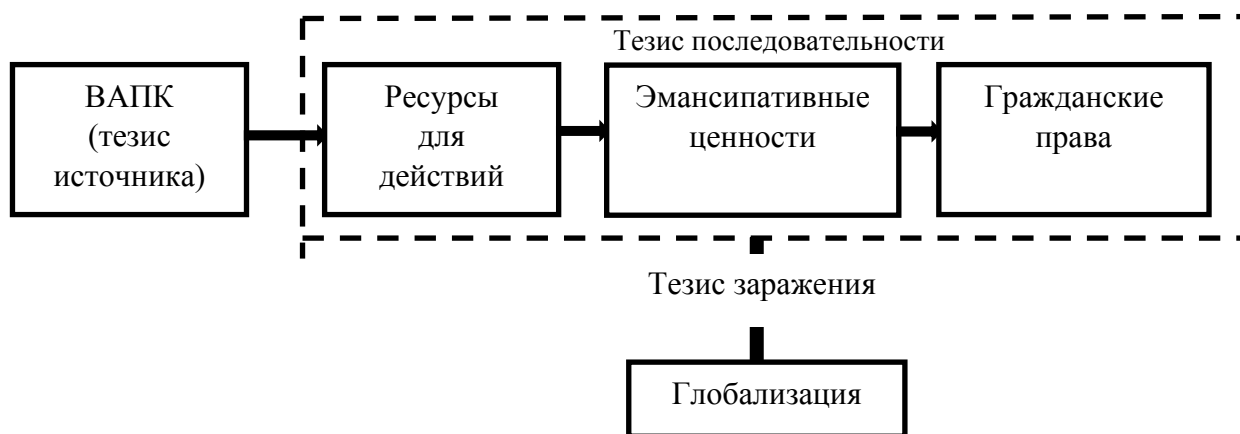 Тезис последовательности
ВАПК
(тезис
источника)
Ресурсы
для
действий
Эмансипативные
ценности
Гражданские
права
Тезис заражения
Глобализация